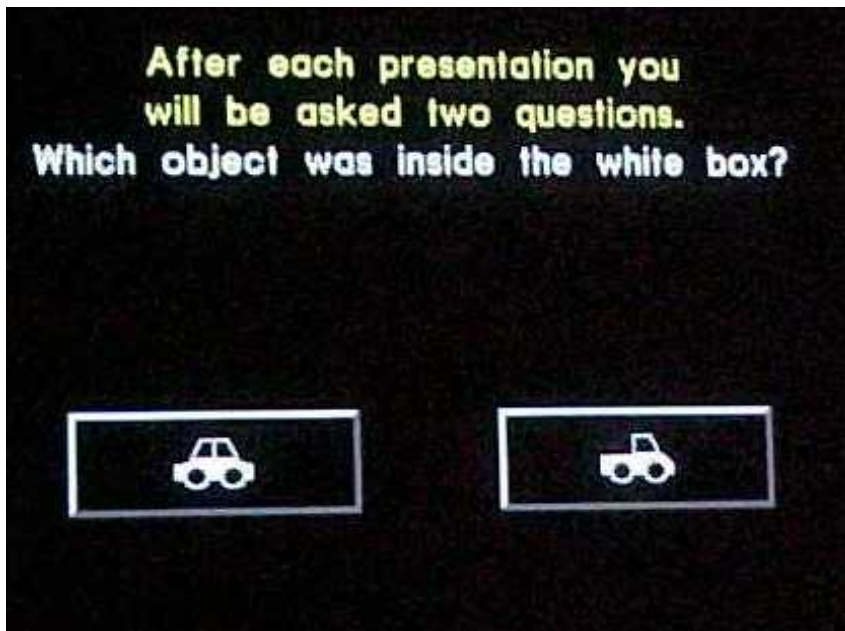 After each presentation you
will be asked two questions.
Which object was inside the white box?